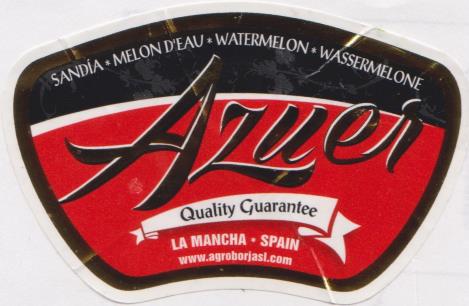 SANDÍA * MELON D'EAU * WATERMELON * WASSERMELONE
Azuer
Quality Guarantee
LA MANCHA • SPAIN
www.agroborjasl.com